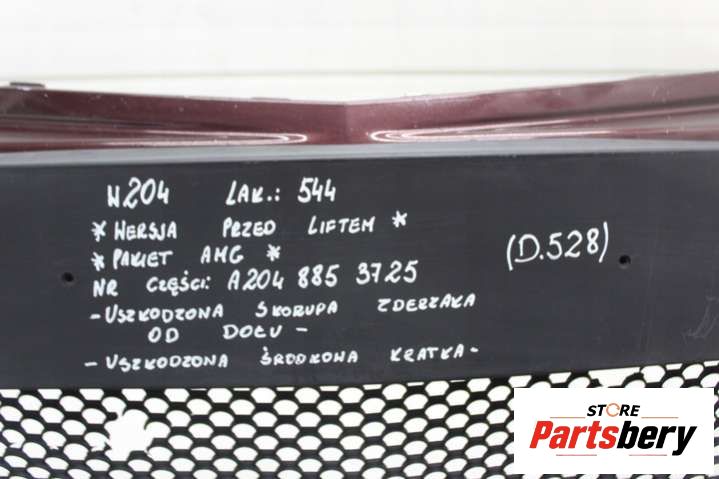 W204 LAK.: 544
* WERSJA PRZED LIFTEM *
* PAKIET AMG *
(D.528)
NR CZĘŚCI: A204 885 3725
- USZKODZONA SKORUPA ZDERZAKA
OD DOŁU -
- USZKODZONA ŚRODKOWA KRATKA -
STORE
Partsbery